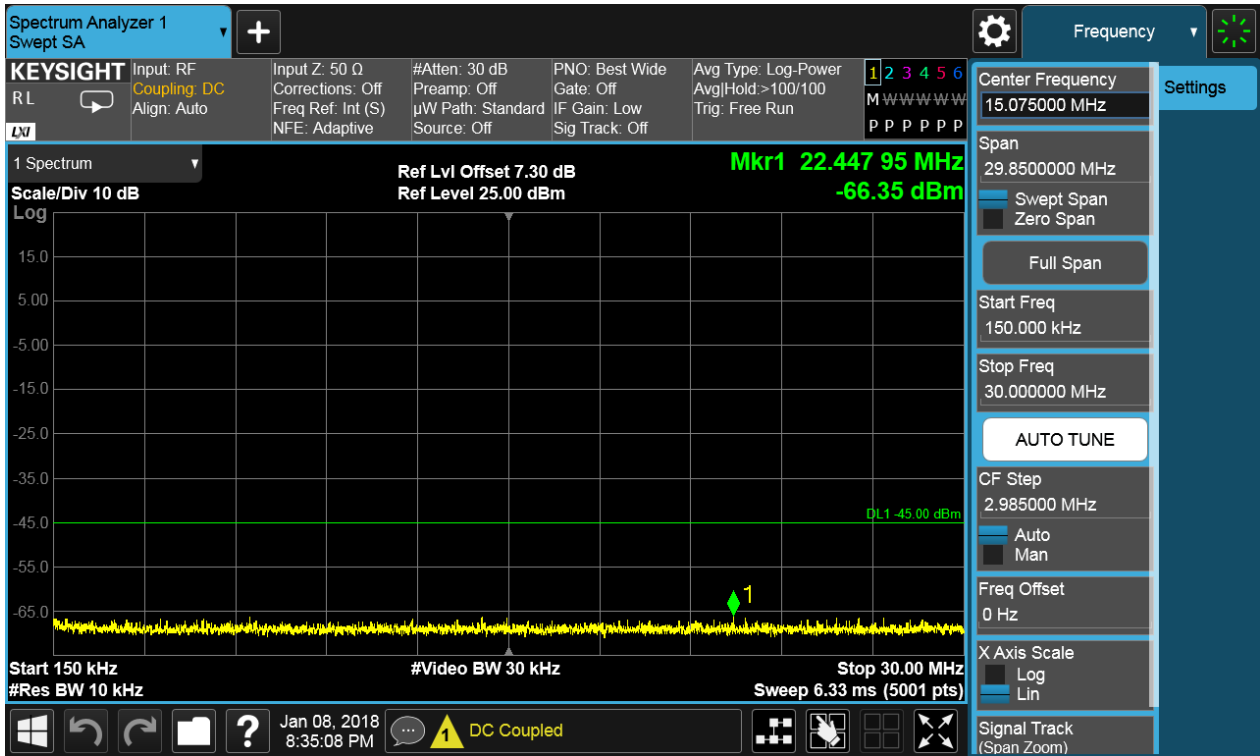 Spectrum Analyzer 1
Swept SA
+
Frequency
KEYSIGHT
R L
LXI
Input: RF
Coupling: DC
Align: Auto
Input Z: 50 Ω
Corrections: Off
Freq Ref: Int (S)
NFE: Adaptive
#Atten: 30 dB
Preamp: Off
µW Path: Standard
Source: Off
PNO: Best Wide
Gate: Off
IF Gain: Low
Sig Track: Off
Avg Type: Log-Power
Avg|Hold:>100/100
Trig: Free Run
1 2 3 4 5 6
M W W W W W
P P P P P P
1 Spectrum
Scale/Div 10 dB
Log
Ref Lvl Offset 7.30 dB
Ref Level 25.00 dBm
Mkr1 22.447 95 MHz
-66.35 dBm
15.0
5.00
-5.00
-15.0
-25.0
-35.0
-45.0
-55.0
-65.0
DL1 -45.00 dBm
1
Start 150 kHz
#Video BW 30 kHz
Stop 30.00 MHz
#Res BW 10 kHz
Sweep 6.33 ms (5001 pts)
Center Frequency
15.075000 MHz
Span
29.8500000 MHz
Swept Span
Zero Span
Full Span
Start Freq
150.000 kHz
Stop Freq
30.000000 MHz
AUTO TUNE
CF Step
2.985000 MHz
Auto
Man
Freq Offset
0 Hz
X Axis Scale
Log
Lin
Signal Track
(Span Zoom)
Settings
?
Jan 08, 2018
8:35:08 PM
1
DC Coupled